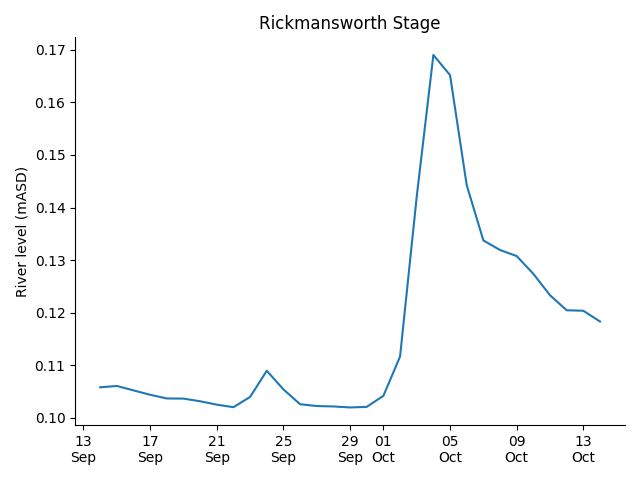 Rickmansworth Stage
River level (mASD)
0.17
0.16
0.15
0.14
0.13
0.12
0.11
0.10
13 17 21 25 29 01 05 09 13
Sep Sep Sep Sep Sep Oct Oct Oct Oct